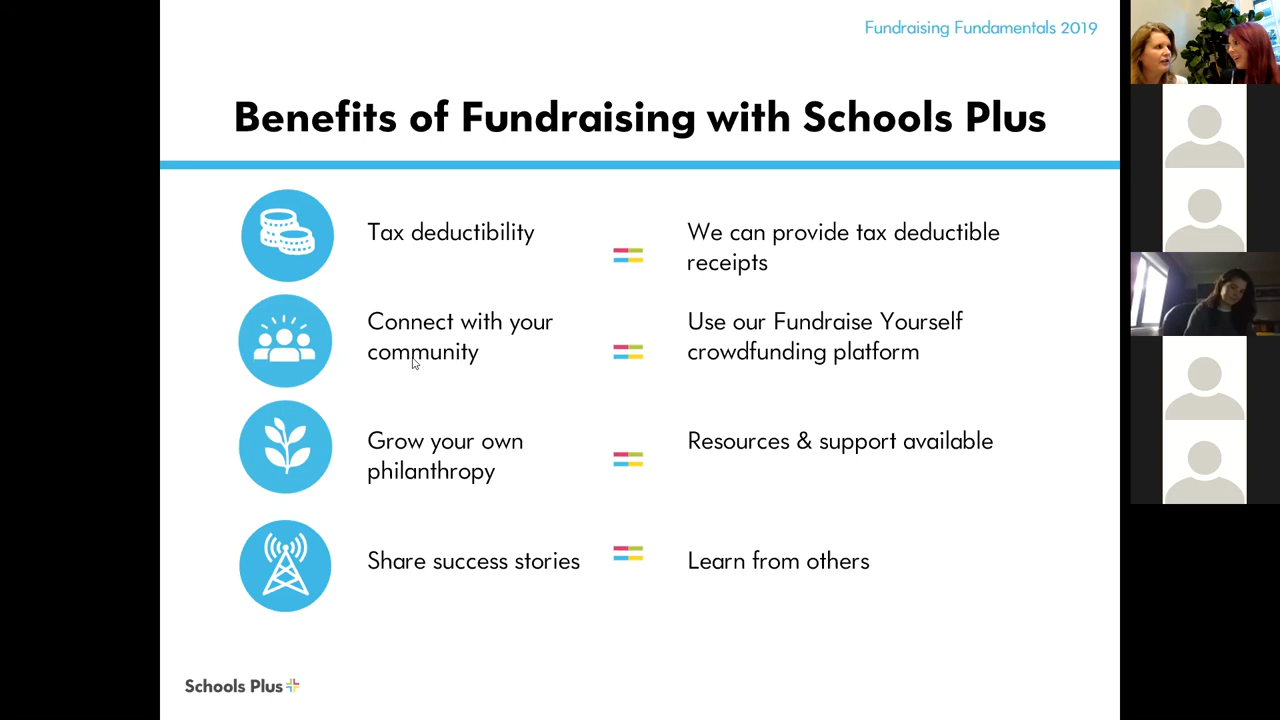 Fundraising Fundamentals 2019
Benefits of Fundraising with Schools Plus
Tax deductibility
We can provide tax deductible
receipts
Connect with your
community
Use our Fundraise Yourself
crowdfunding platform
Grow your own
philanthropy
Resources & support available
Share success stories
Learn from others
Schools Plus